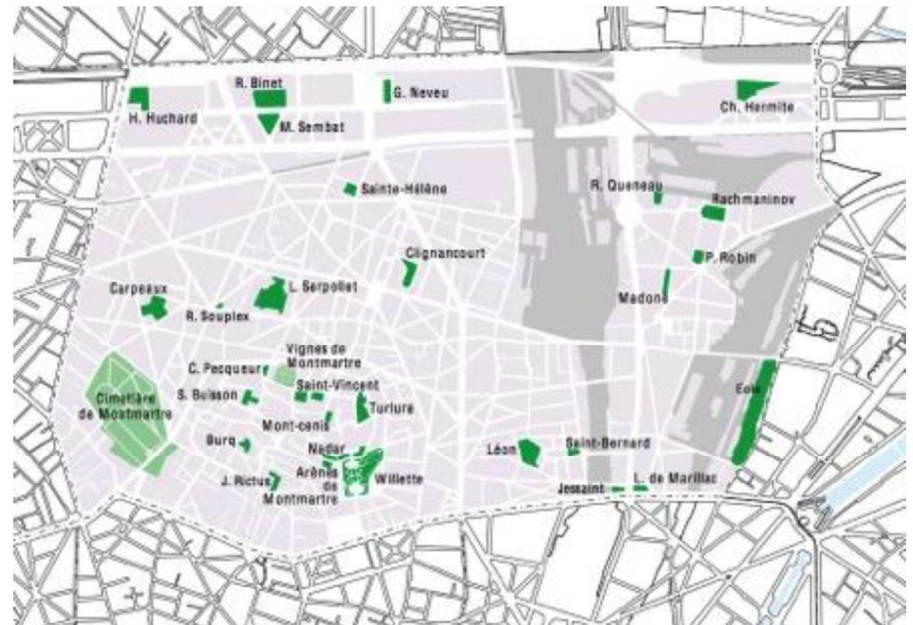 R. Binet
G. Neveu
Ch. Hermite
H. Huchard
M. Sembat
Sainte-Hélène
R. Queneau
Rachmaninov
Clignancourt
P. Robin
Carpeaux
L. Serpollet
Madone
R. Souplex
Vignes de
Montmartre
C. Pecqueur
Saint-Vincent
Eole
Cimetière
de Montmartre
S. Buisson
Turlure
Mont-cenis
Burq
Nadar
Léon
Saint-Bernard
Arènes
de
Montmartre
Willette
J. Rictus
Jessaint
L. de Marillac